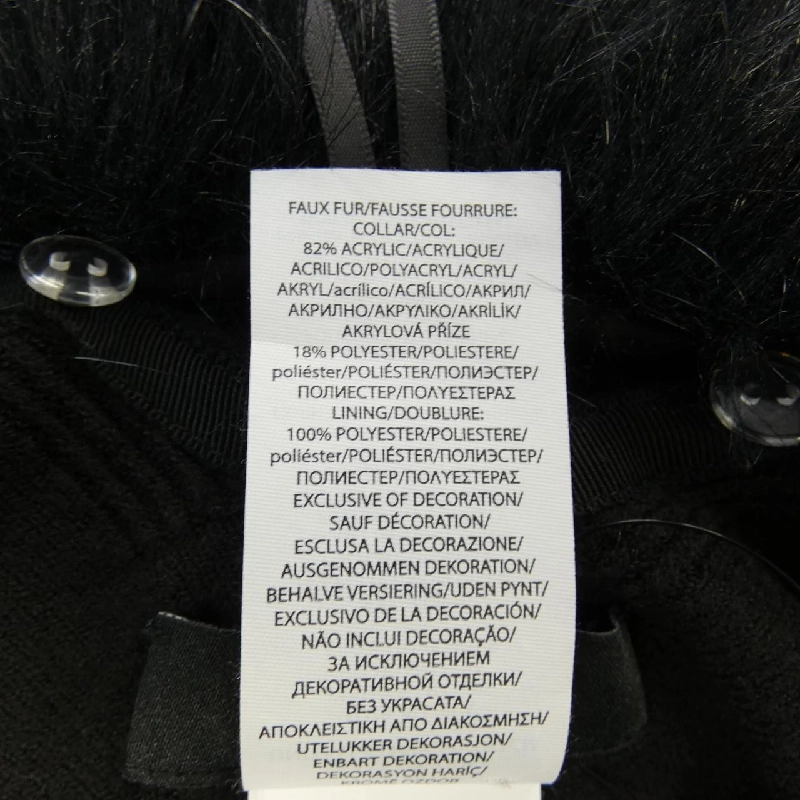 FAUX FUR/FAUSSE FOURRURE:
COLLAR/COL:
82% ACRYLIC/ACRYLIQUE/
ACRILICO/POLYACRYL/ACRYL/
AKRYL/acrílico/ACRÍLICO/АКРИЛ/
АКРИЛНО/ΑΚΡΥΛΙΚΟ/AKRİLİK/
AKRYLOVÁ PŘÍZE
18% POLYESTER/POLIESTERE/
poliéster/POLIÉSTER/ПОЛИЭСТЕР/
ПОЛИЕСТЕР/ΠΟΛΥΕΣΤΕΡΑΣ
LINING/DOUBLURE:
100% POLYESTER/POLIESTERE/
poliéster/POLIÉSTER/ПОЛИЭСТЕР/
ПОЛИЕСТЕР/ΠΟΛΥΕΣΤΕΡΑΣ
EXCLUSIVE OF DECORATION/
SAUF DÉCORATION/
ESCLUSA LA DECORAZIONE/
AUSGENOMMEN DEKORATION/
BEHALVE VERSIERING/UDEN PYNT/
EXCLUSIVO DE LA DECORACIÓN/
NÃO INCLUI DECORAÇÃO/
ЗА ИСКЛЮЧЕНИЕМ
ДЕКОРАТИВНОЙ ОТДЕЛКИ/
БЕЗ УКРАСАТА/
ΑΠΟΚΛΕΙΣΤΙΚΗ ΑΠΟ ΔΙΑΚΟΣΜΗΣΗ/
UTELUKKER DEKORASJON/
ENBART DEKORATION/
DEKORASYON HARİÇ/
KROMĚ OZDOB